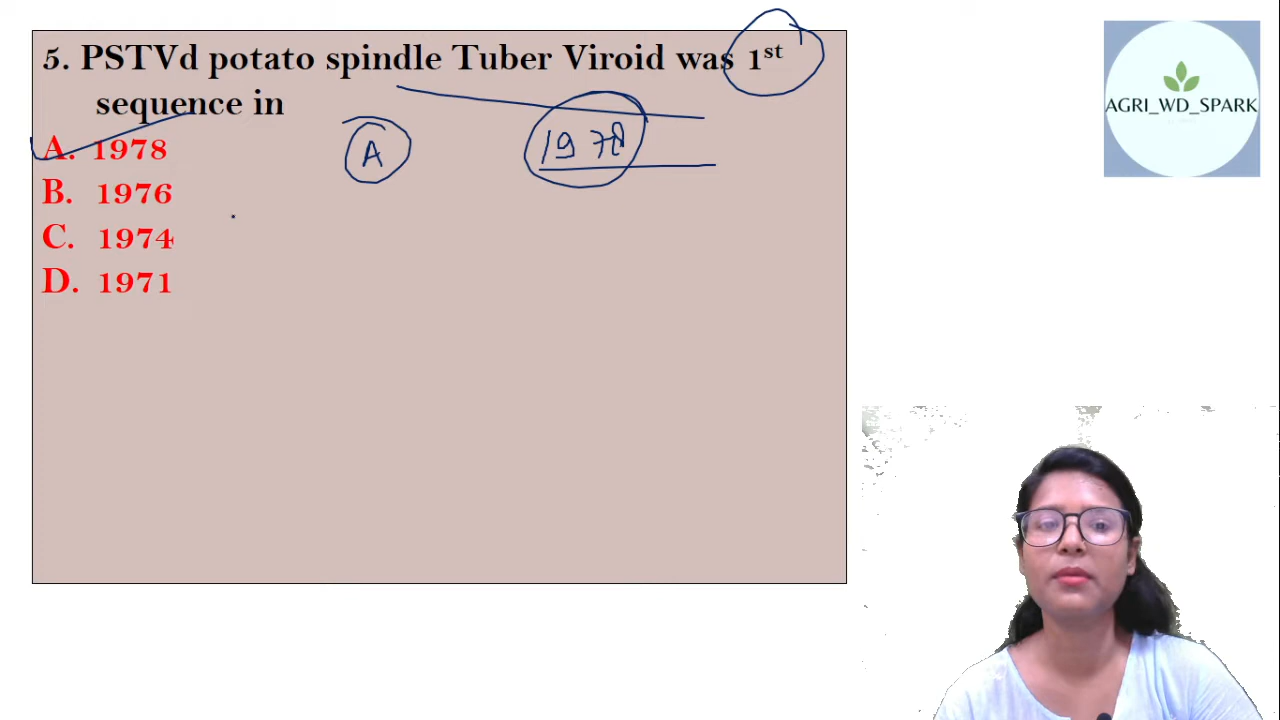 5. PSTVd potato spindle Tuber Viroid was 1st
sequence in
A. 1978
B. 1976
C. 1974
D. 1971
A
1978
AGRI_WD_SPARK